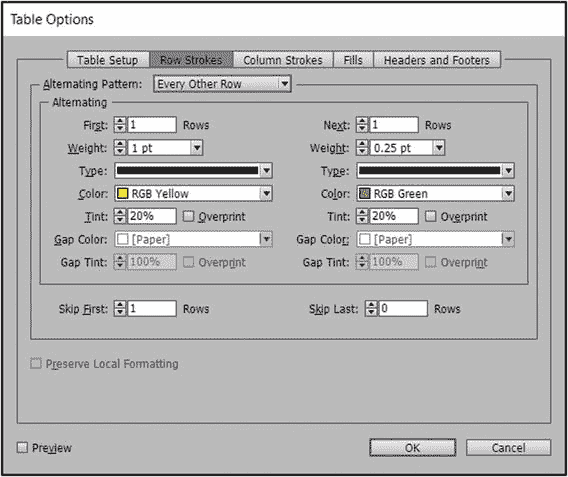 Table Options
Table Setup Row Strokes Column Strokes Fills Headers and Footers
Alternating Pattern: Every Other Row
Alternating
First: 1 Rows Next: 1 Rows
Weight: 1 pt Weight: 0.25 pt
Type: Type:
Color: RGB Yellow Color: RGB Green
Tint: 20% Overprint Tint: 20% Overprint
Gap Color: [Paper] Gap Color: [Paper]
Gap Tint: 100% Overprint Gap Tint: 100% Overprint
Skip First: 1 Rows Skip Last: 0 Rows
Preserve Local Formatting
Preview OK Cancel